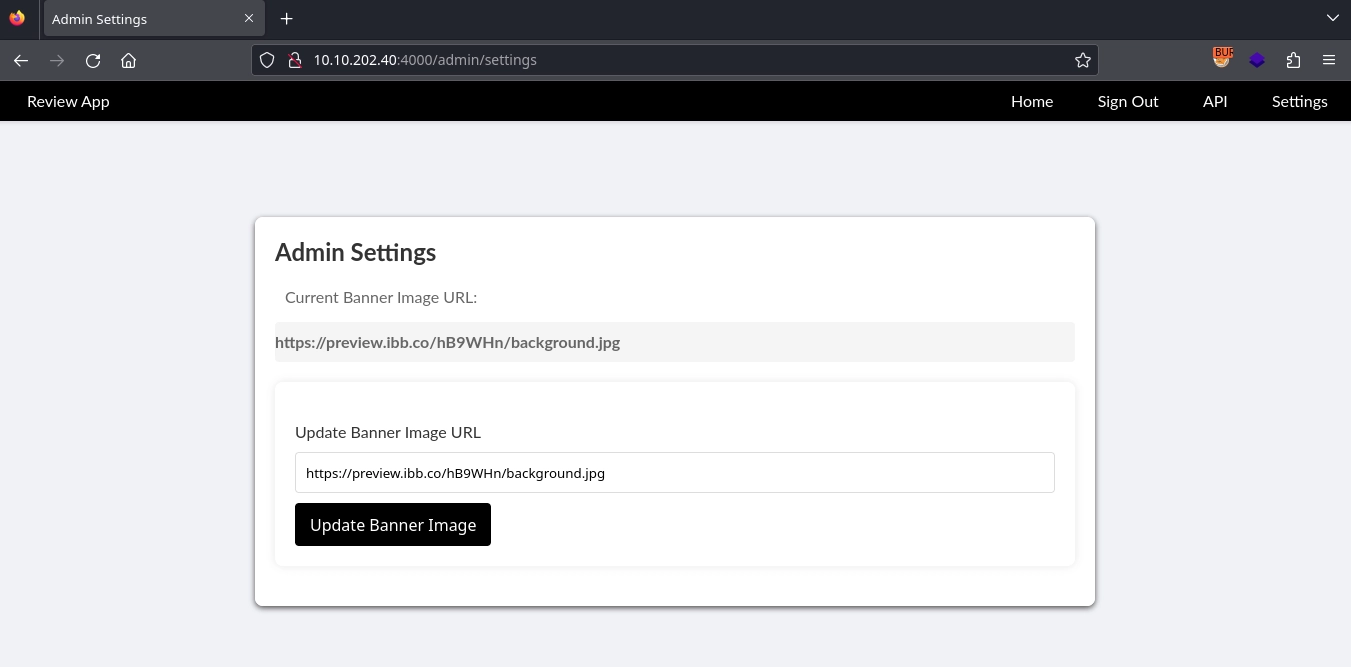 Admin Settings
10.10.202.40:4000/admin/settings
BUR
Review App
Home
Sign Out
API
Settings
Admin Settings
Current Banner Image URL:
https://preview.ibb.co/hB9WHn/background.jpg
Update Banner Image URL
https://preview.ibb.co/hB9WHn/background.jpg
Update Banner Image